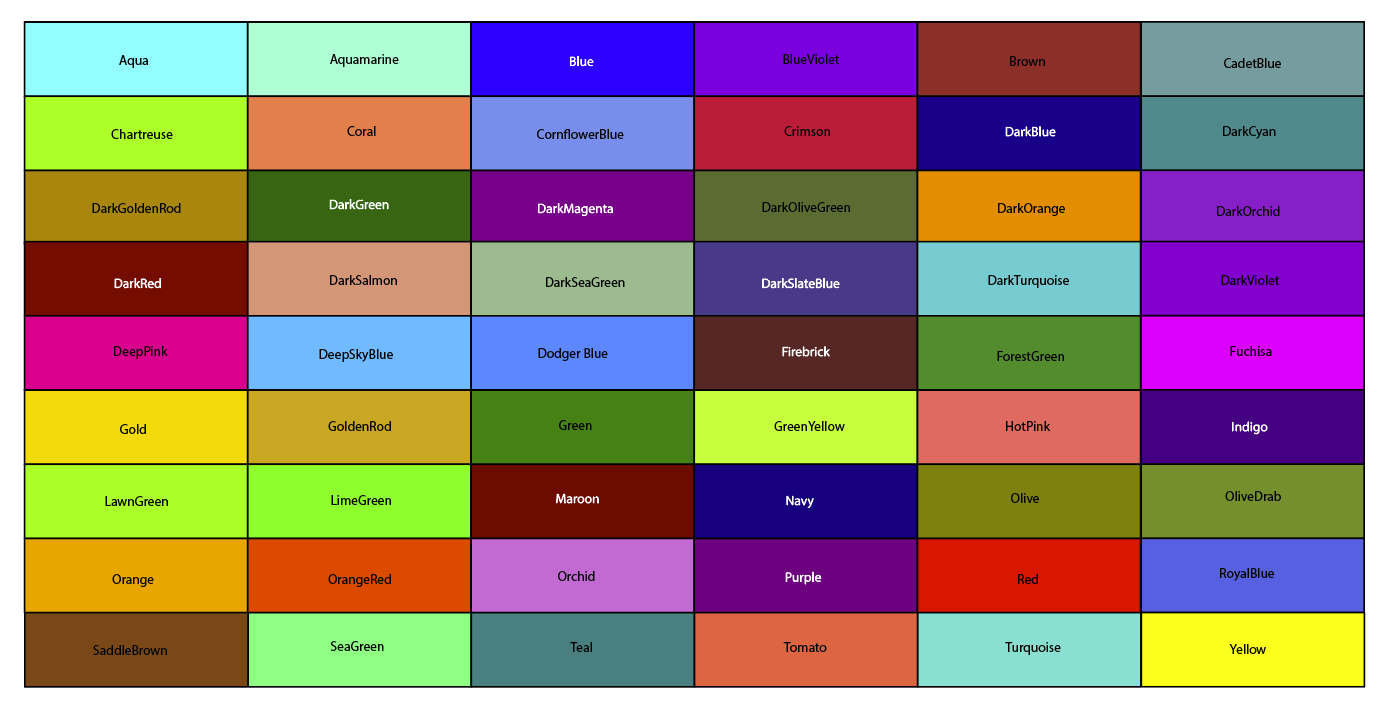 Aqua
Aquamarine
Blue
BlueViolet
Brown
CadetBlue
Chartreuse
Coral
CornflowerBlue
Crimson
DarkBlue
DarkCyan
DarkGoldenRod
DarkGreen
DarkMagenta
DarkOliveGreen
DarkOrange
DarkOrchid
DarkRed
DarkSalmon
DarkSeaGreen
DarkSlateBlue
DarkTurquoise
DarkViolet
DeepPink
DeepSkyBlue
Dodger Blue
Firebrick
ForestGreen
Fuchisa
Gold
GoldenRod
Green
GreenYellow
HotPink
Indigo
LawnGreen
LimeGreen
Maroon
Navy
Olive
OliveDrab
Orange
OrangeRed
Orchid
Purple
Red
RoyalBlue
SaddleBrown
SeaGreen
Teal
Tomato
Turquoise
Yellow